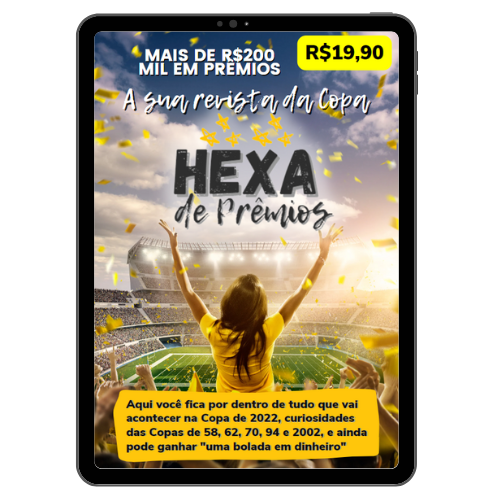 MAIS DE R$200
MIL EM PRÊMIOS
R$19,90
A sua revista da Copa
HEXA
de Prêmios
Aqui você fica por dentro de tudo que vai
acontecer na Copa de 2022, curiosidades
das Copas de 58, 62, 70, 94 e 2002, e ainda
pode ganhar "uma bolada em dinheiro"